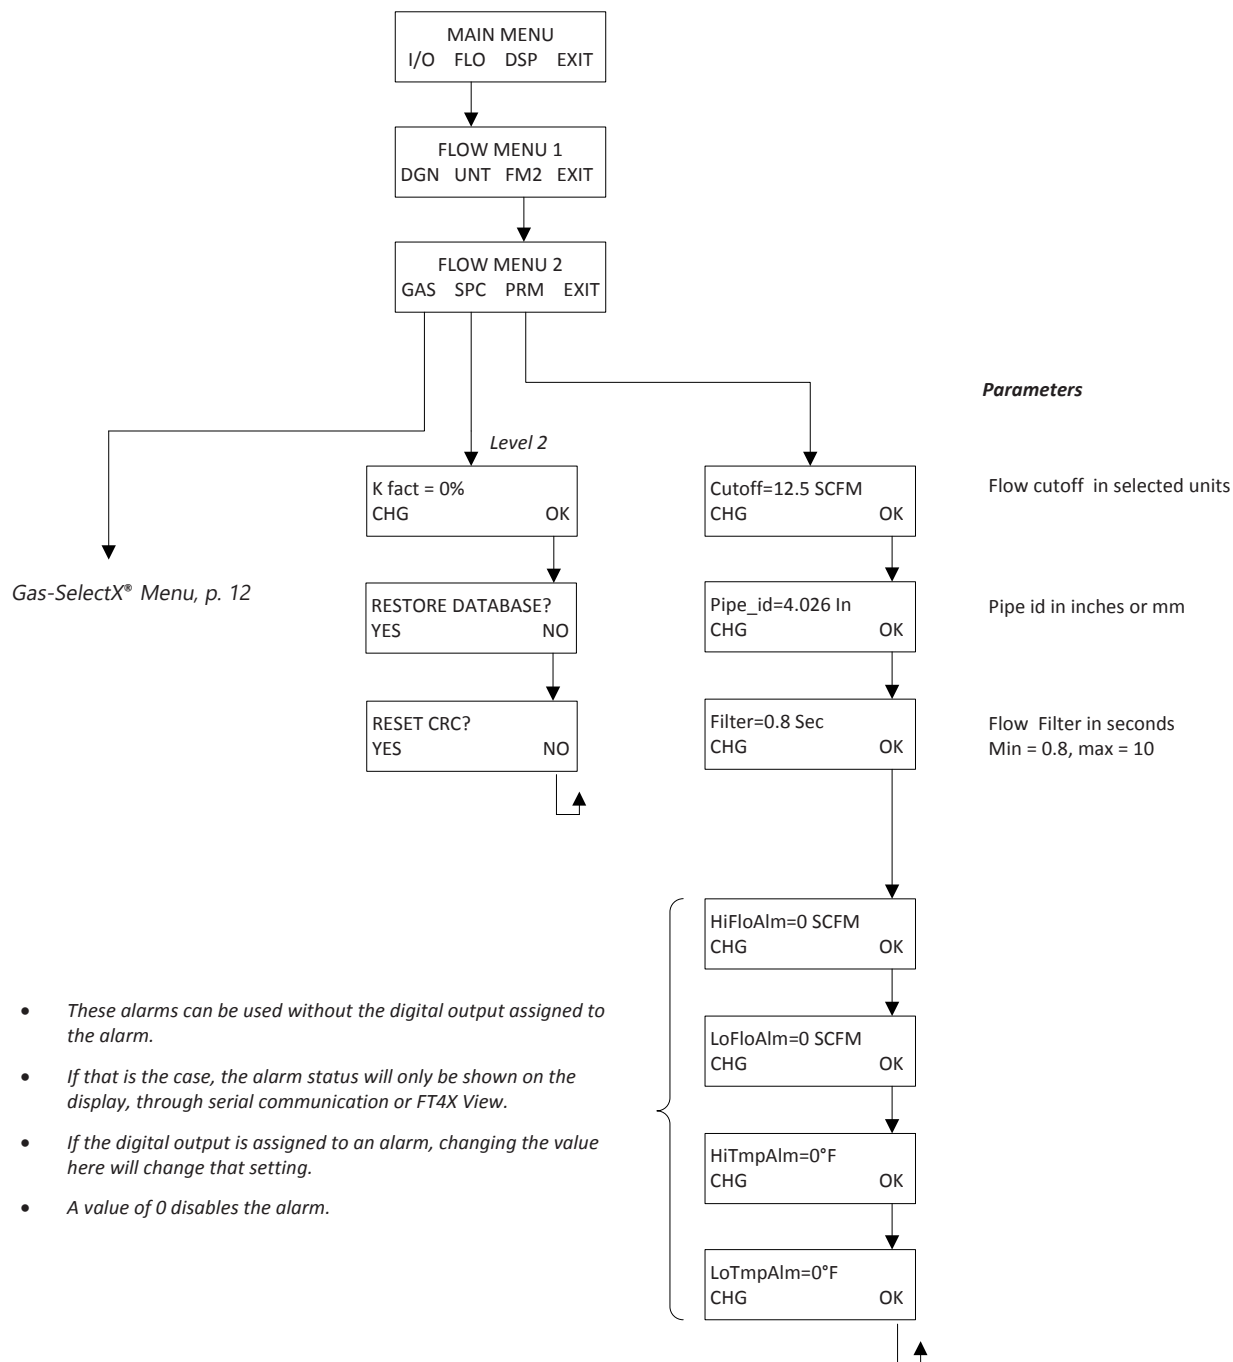 MAIN MENU
I/O FLO DSP EXIT
FLOW MENU 1
DGN UNT FM2 EXIT
FLOW MENU 2
GAS SPC PRM EXIT
Parameters
Level 2
K fact = 0%
CHG OK
Cutoff=12.5 SCFM
CHG OK
Flow cutoff in selected units
Gas-SelectX® Menu, p. 12
RESTORE DATABASE?
YES NO
Pipe_id=4.026 In
CHG OK
Pipe id in inches or mm
RESET CRC?
YES NO
Filter=0.8 Sec
CHG OK
Flow Filter in seconds
Min = 0.8, max = 10
HiFloAlm=0 SCFM
CHG OK
LoFloAlm=0 SCFM
CHG OK
HiTmpAlm=0°F
CHG OK
LoTmpAlm=0°F
CHG OK
• These alarms can be used without the digital output assigned to
the alarm.
• If that is the case, the alarm status will only be shown on the
display, through serial communication or FT4X View.
• If the digital output is assigned to an alarm, changing the value
here will change that setting.
• A value of 0 disables the alarm.